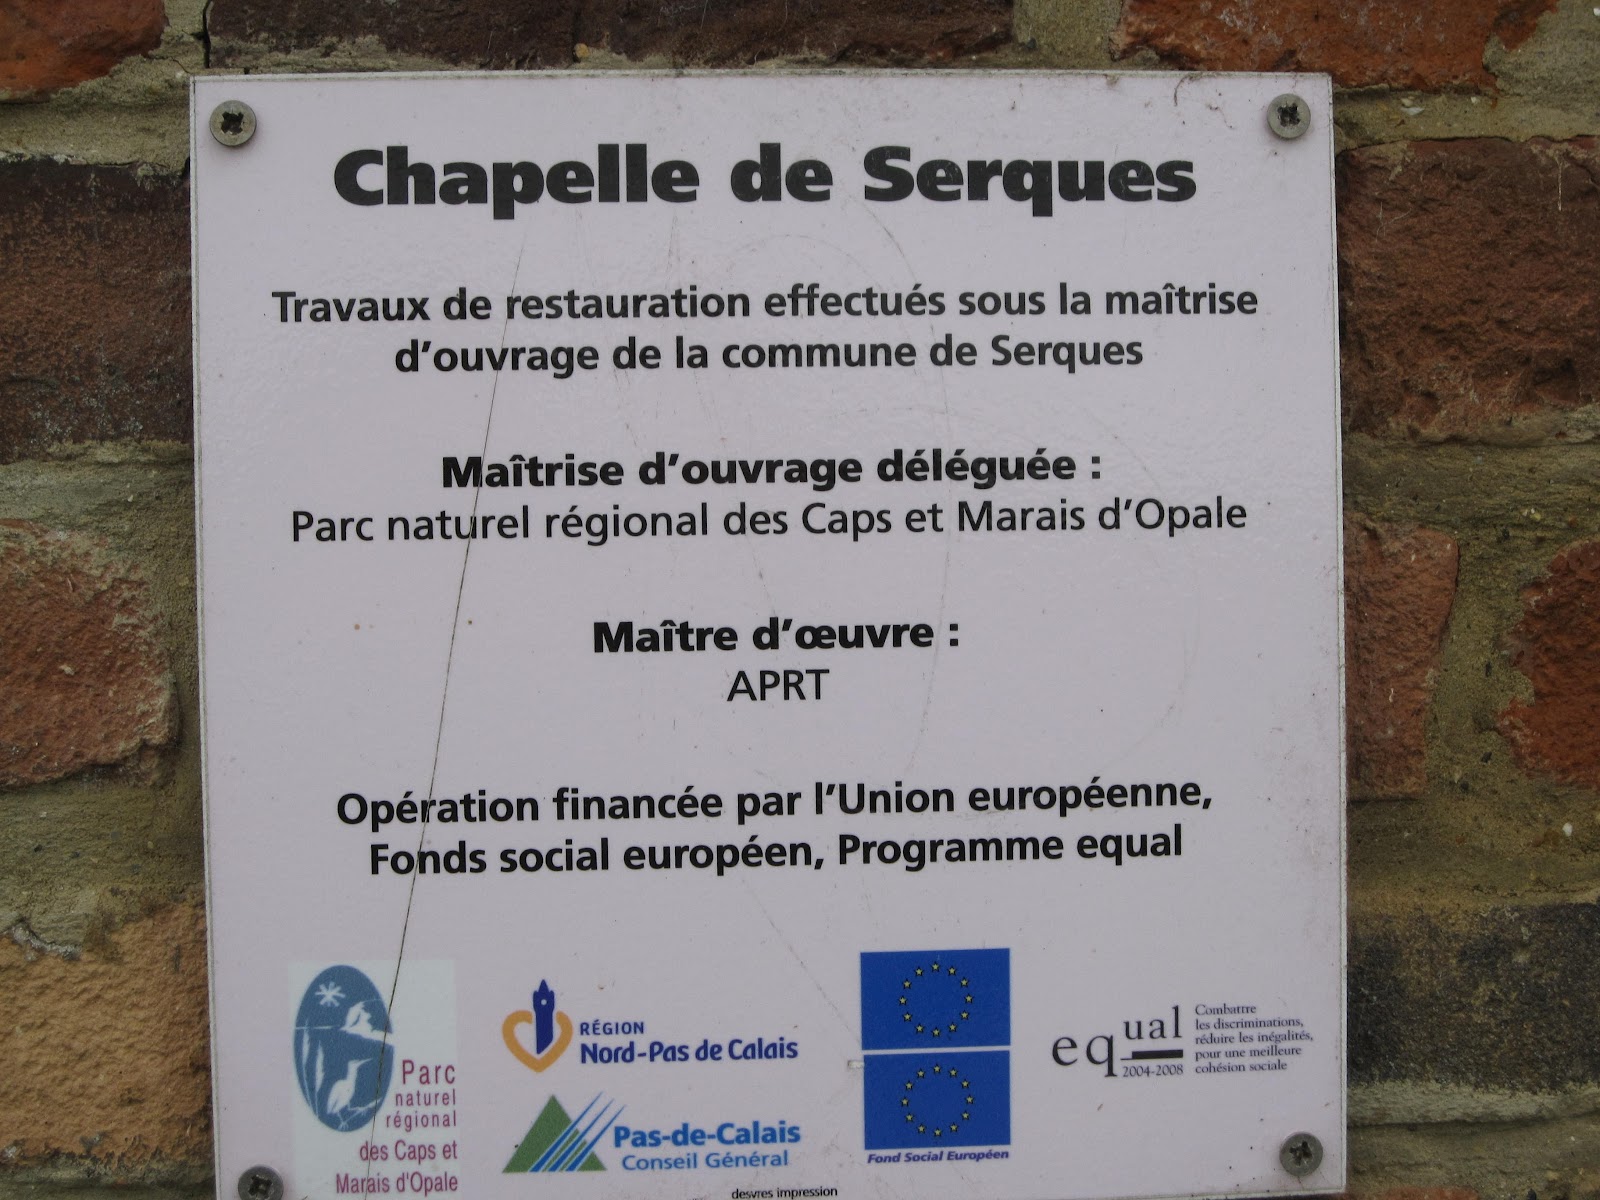 Chapelle de Serques
Travaux de restauration effectués sous la maîtrise
d'ouvrage de la commune de Serques
Maîtrise d'ouvrage déléguée :
Parc naturel régional des Caps et Marais d'Opale
Maître d'œuvre :
APRT
Opération financée par l'Union européenne,
Fonds social européen, Programme equal
Parc
naturel
régional
des Caps et
Marais d'Opale
RÉGION
Nord-Pas de Calais
Pas-de-Calais
Conseil Général
Fond Social Européen
equal
2004-2008
Combattre
les discriminations,
réduire les inégalités,
pour une meilleure
cohésion sociale
desvres impression